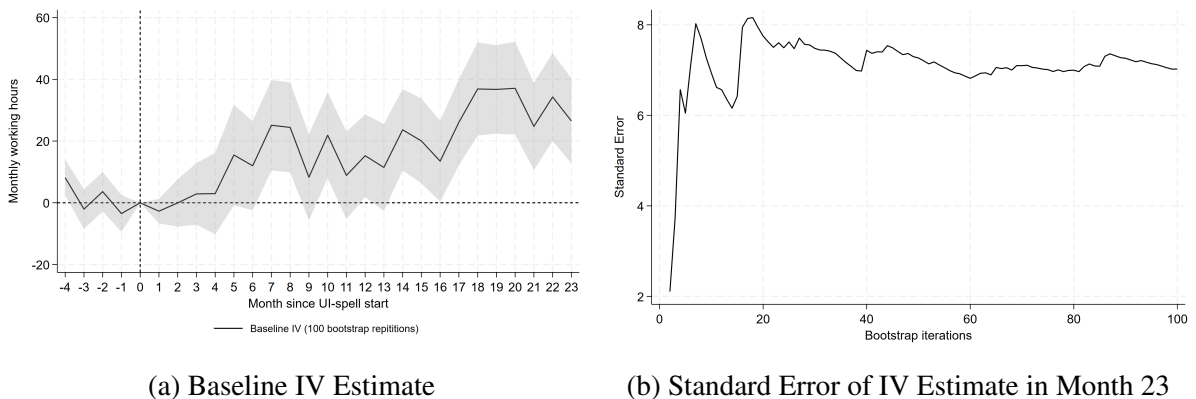 60
40
20
0
-20
Monthly working hours
-4 -3 -2 -1 0 1 2 3 4 5 6 7 8 9 10 11 12 13 14 15 16 17 18 19 20 21 22 23
Month since UI-spell start
Baseline IV (100 bootstrap repititions)
(a) Baseline IV Estimate
8
6
4
2
Standard Error
0 20 40 60 80 100
Bootstrap iterations
(b) Standard Error of IV Estimate in Month 23